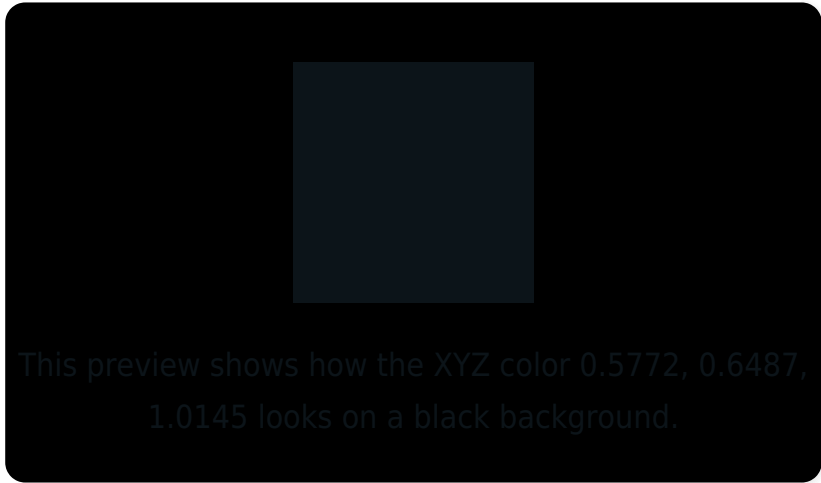 This preview shows how the XYZ color 0.5772, 0.6487,
1.0145 looks on a black background.